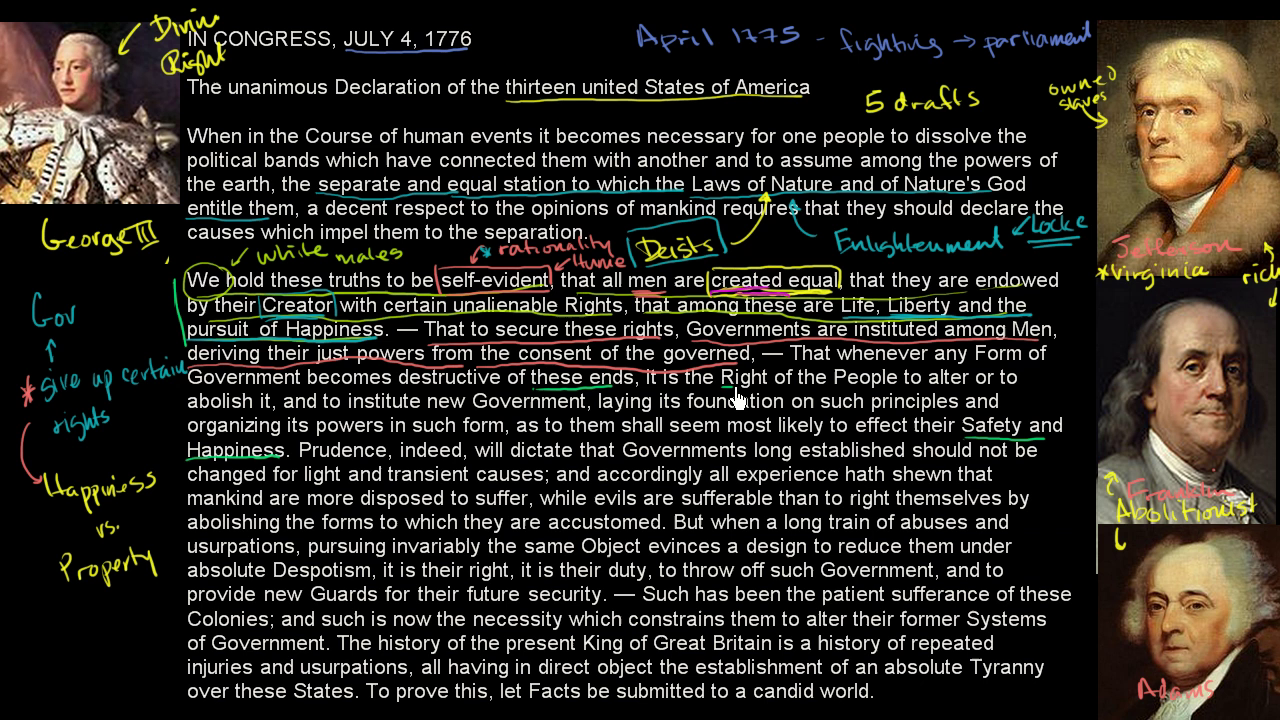 Divine
Right
IN CONGRESS, JULY 4, 1776
April 1775 - fighting → parliament
The unanimous Declaration of the thirteen united States of America
5 drafts
owned
slaves
When in the Course of human events it becomes necessary for one people to dissolve the
political bands which have connected them with another and to assume among the powers of
the earth, the separate and equal station to which the Laws of Nature and of Nature's God
entitle them, a decent respect to the opinions of mankind requires that they should declare the
causes which impel them to the separation.
George III
white males
rationality
Hume
Deists
Enlightenment
Locke
Jefferson
*Virginia
rich
We hold these truths to be self-evident, that all men are created equal, that they are endowed
by their Creator with certain unalienable Rights, that among these are Life, Liberty and the
pursuit of Happiness. — That to secure these rights, Governments are instituted among Men,
deriving their just powers from the consent of the governed, — That whenever any Form of
Government becomes destructive of these ends, it is the Right of the People to alter or to
abolish it, and to institute new Government, laying its foundation on such principles and
organizing its powers in such form, as to them shall seem most likely to effect their Safety and
Happiness. Prudence, indeed, will dictate that Governments long established should not be
changed for light and transient causes; and accordingly all experience hath shewn that
mankind are more disposed to suffer, while evils are sufferable than to right themselves by
abolishing the forms to which they are accustomed. But when a long train of abuses and
usurpations, pursuing invariably the same Object evinces a design to reduce them under
absolute Despotism, it is their right, it is their duty, to throw off such Government, and to
provide new Guards for their future security. — Such has been the patient sufferance of these
Colonies; and such is now the necessity which constrains them to alter their former Systems
of Government. The history of the present King of Great Britain is a history of repeated
injuries and usurpations, all having in direct object the establishment of an absolute Tyranny
over these States. To prove this, let Facts be submitted to a candid world.
Gov
* give up certain
rights
Happiness
vs.
Property
Franklin
Abolitionist
Adams